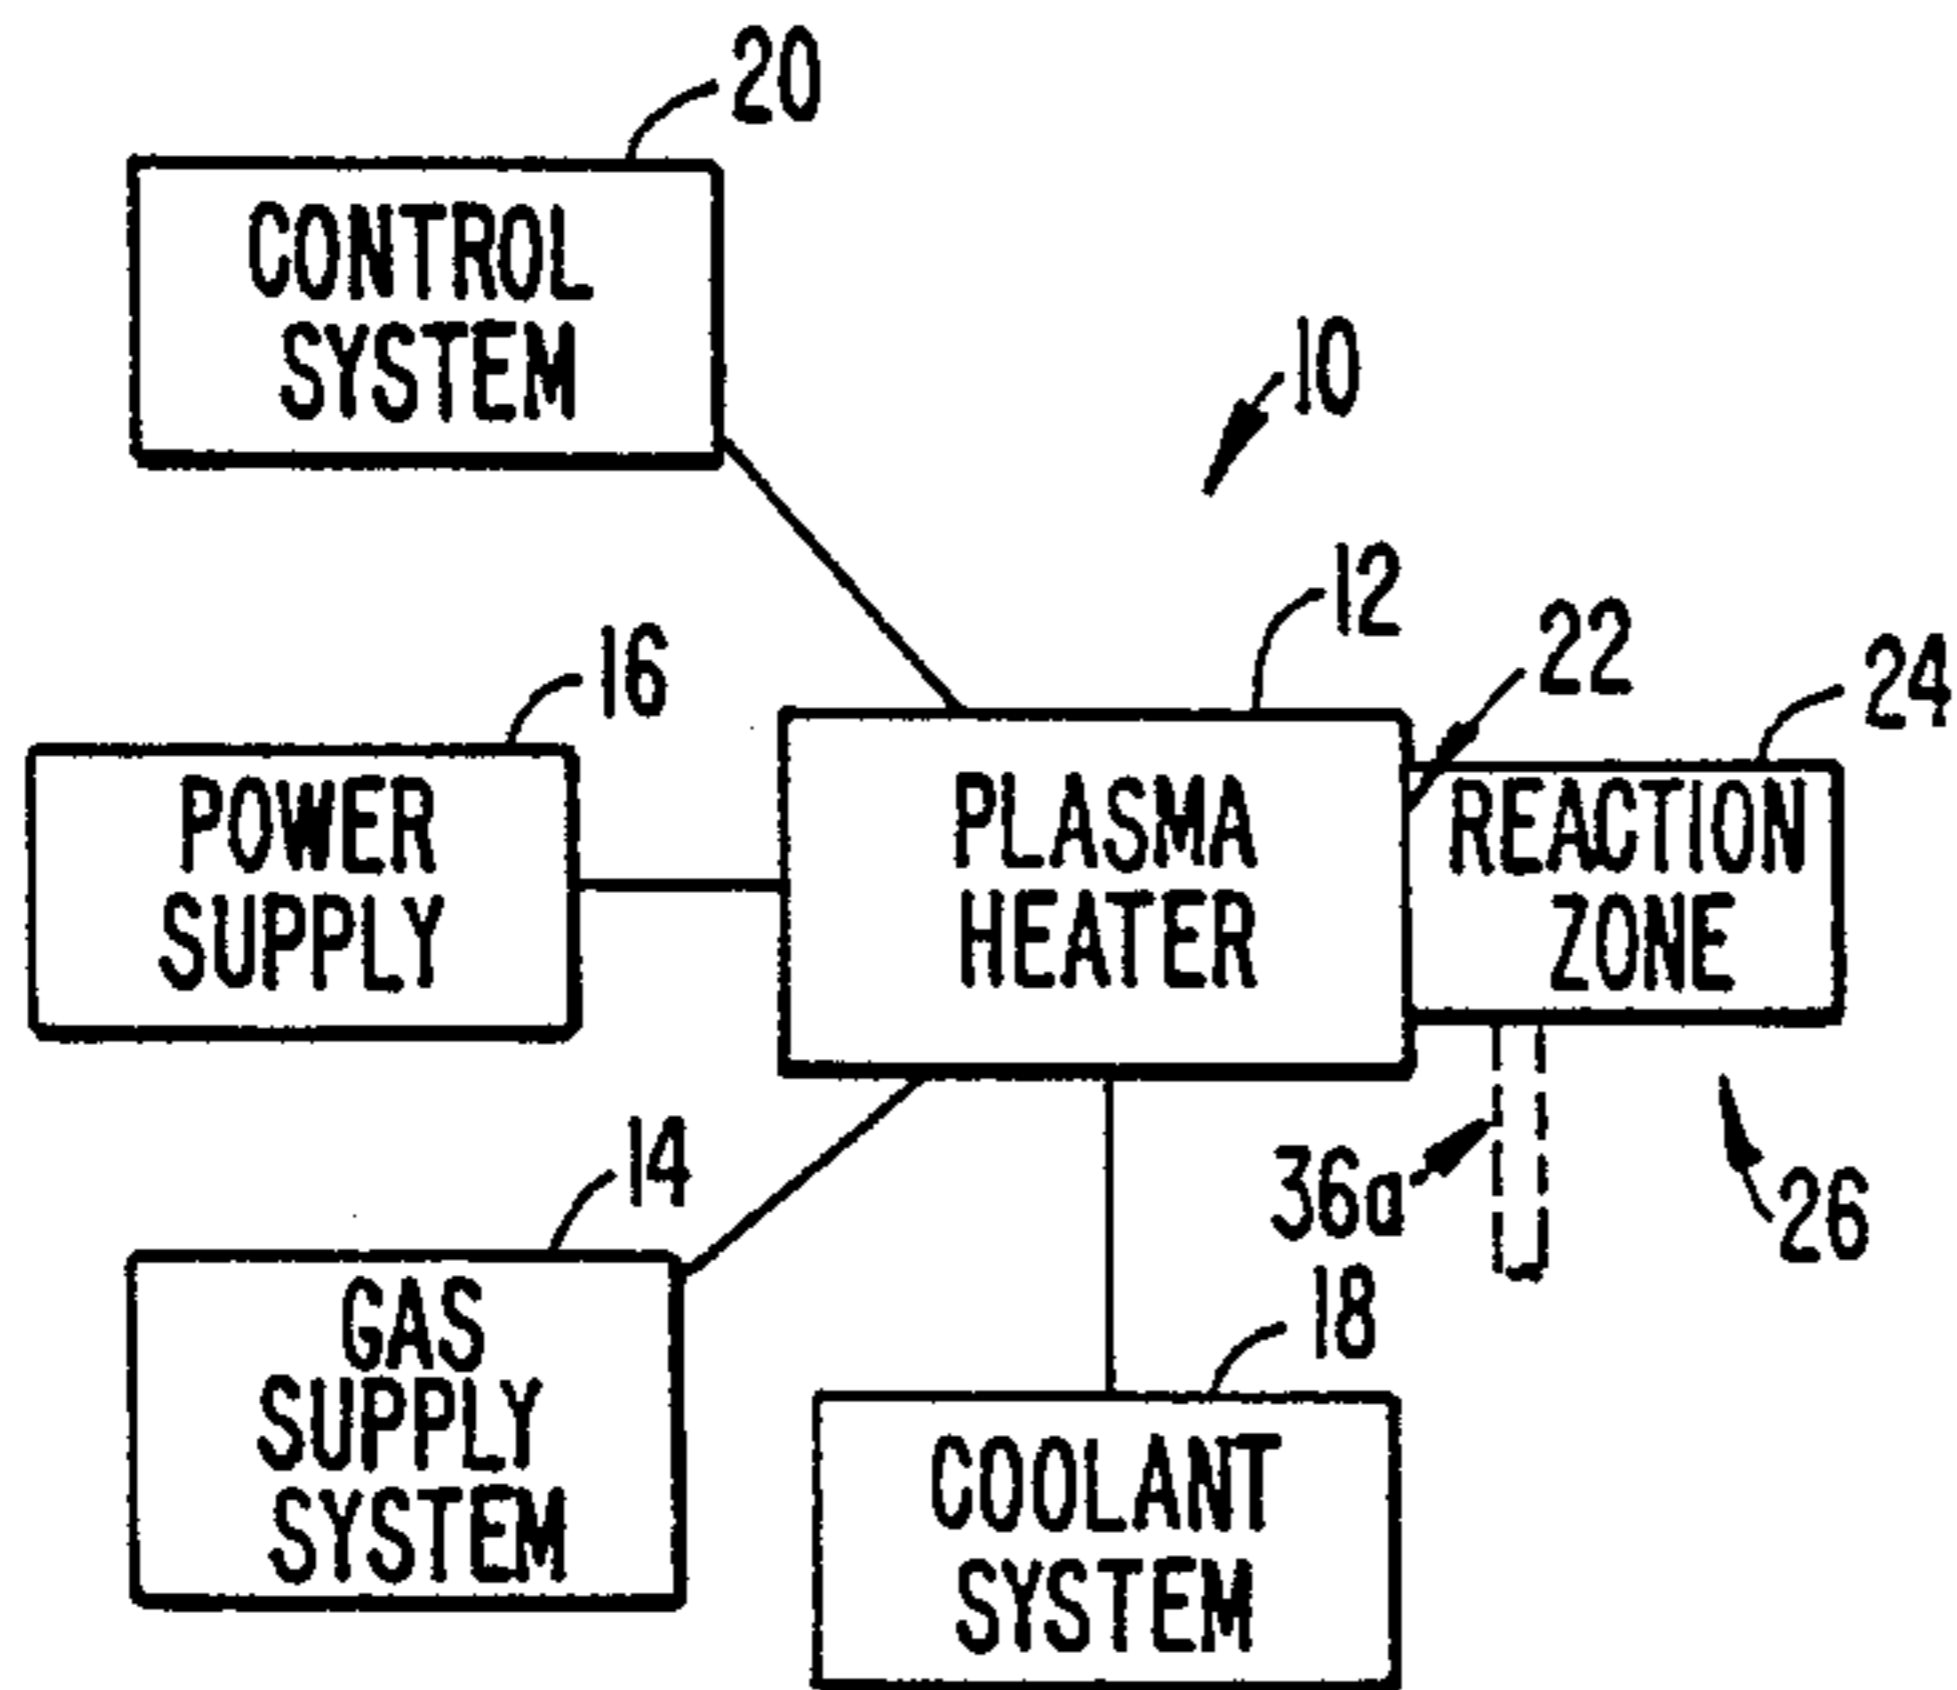 20
CONTROL
SYSTEM
10
12
22
24
16
POWER
SUPPLY
PLASMA
HEATER
REACTION
ZONE
14
36a
26
18
GAS
SUPPLY
SYSTEM
COOLANT
SYSTEM